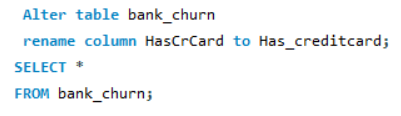 Alter table bank_churn
rename column HasCrCard to Has_creditcard;
SELECT *
FROM bank_churn;